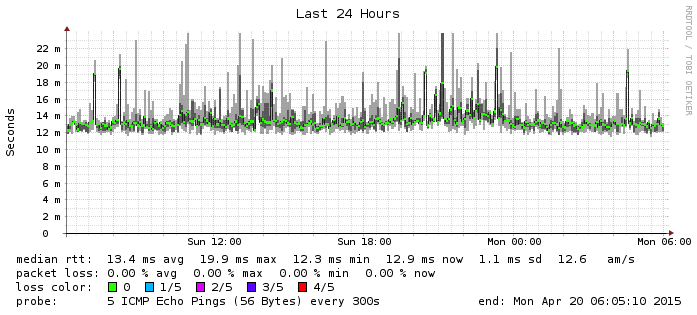 Last 24 Hours
RRDTOOL / TOBI OETIKER
Seconds
22 m
20 m
18 m
16 m
14 m
12 m
10 m
8 m
6 m
4 m
2 m
0
Sun 12:00 Sun 18:00 Mon 00:00 Mon 06:00
median rtt: 13.4 ms avg 19.9 ms max 12.3 ms min 12.9 ms now 1.1 ms sd 12.6 am/s
packet loss: 0.00 % avg 0.00 % max 0.00 % min 0.00 % now
loss color: 0 1/5 2/5 3/5 4/5
probe: 5 ICMP Echo Pings (56 Bytes) every 300s end: Mon Apr 20 06:05:10 2015